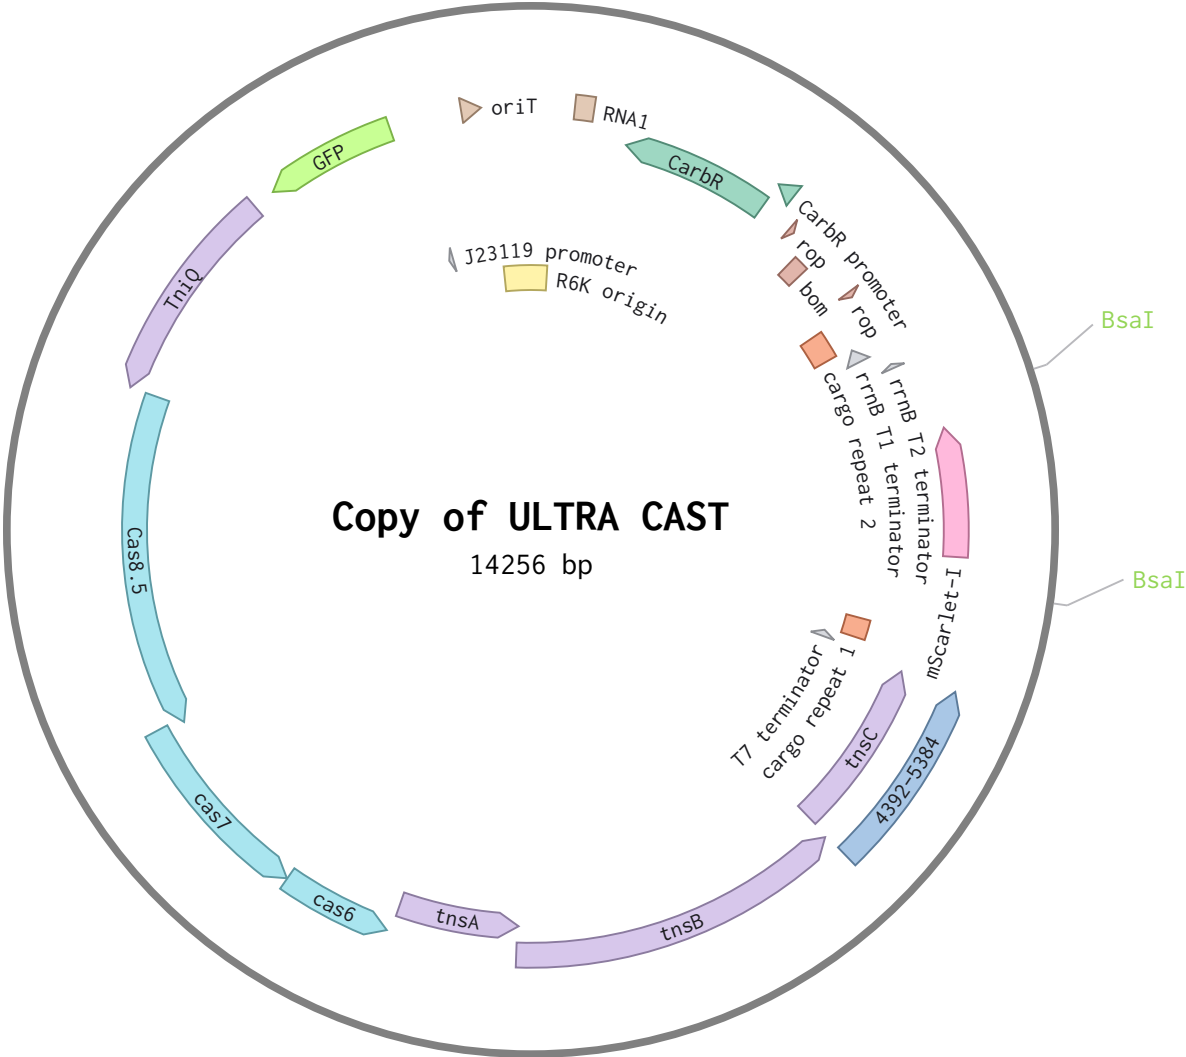 oriT
RNA1
GFP
CarbR
CarbR promoter
rop
bom
rop
J23119 promoter
R6K origin
TniQ
BsaI
cargo repeat 2
rrnB T1 terminator
rrnB T2 terminator
Copy of ULTRA CAST
14256 bp
Cas8.5
BsaI
mScarlet-I
T7 terminator
cargo repeat 1
tnsC
4392-5384
cas7
cas6
tnsA
tnsB